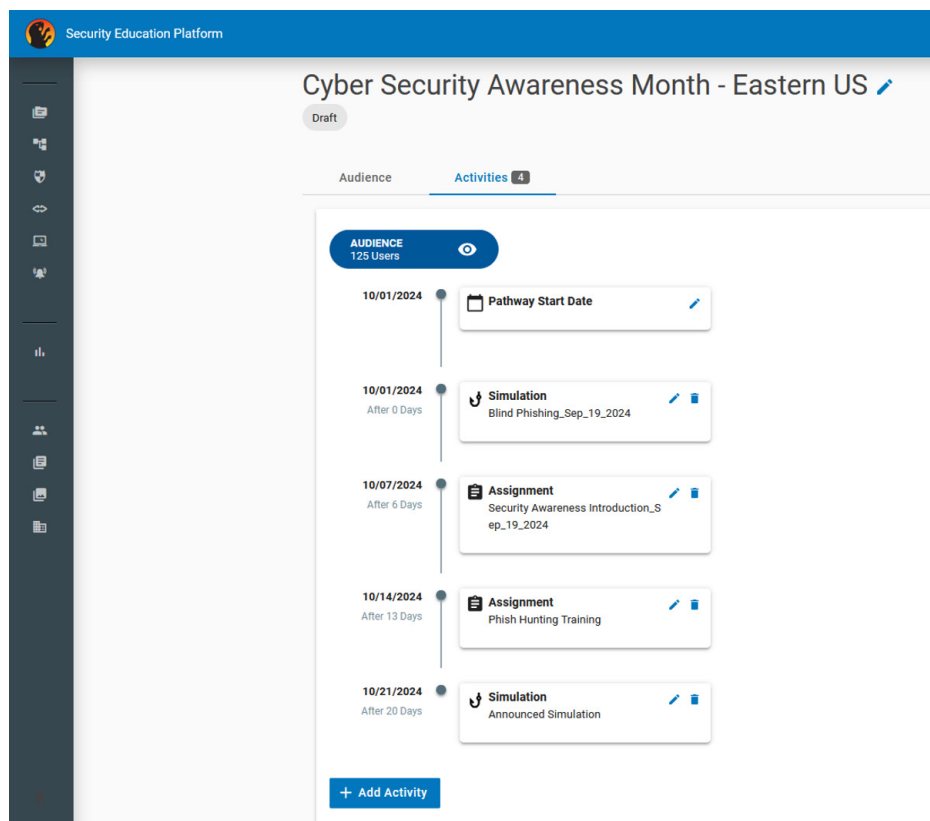 Security Education Platform
Cyber Security Awareness Month - Eastern US
Draft
Audience
Activities 4
AUDIENCE
125 Users
10/01/2024
Pathway Start Date
10/01/2024
After 0 Days
Simulation
Blind Phishing_Sep_19_2024
10/07/2024
After 6 Days
Assignment
Security Awareness Introduction_S
ep_19_2024
10/14/2024
After 13 Days
Assignment
Phish Hunting Training
10/21/2024
After 20 Days
Simulation
Announced Simulation
+ Add Activity